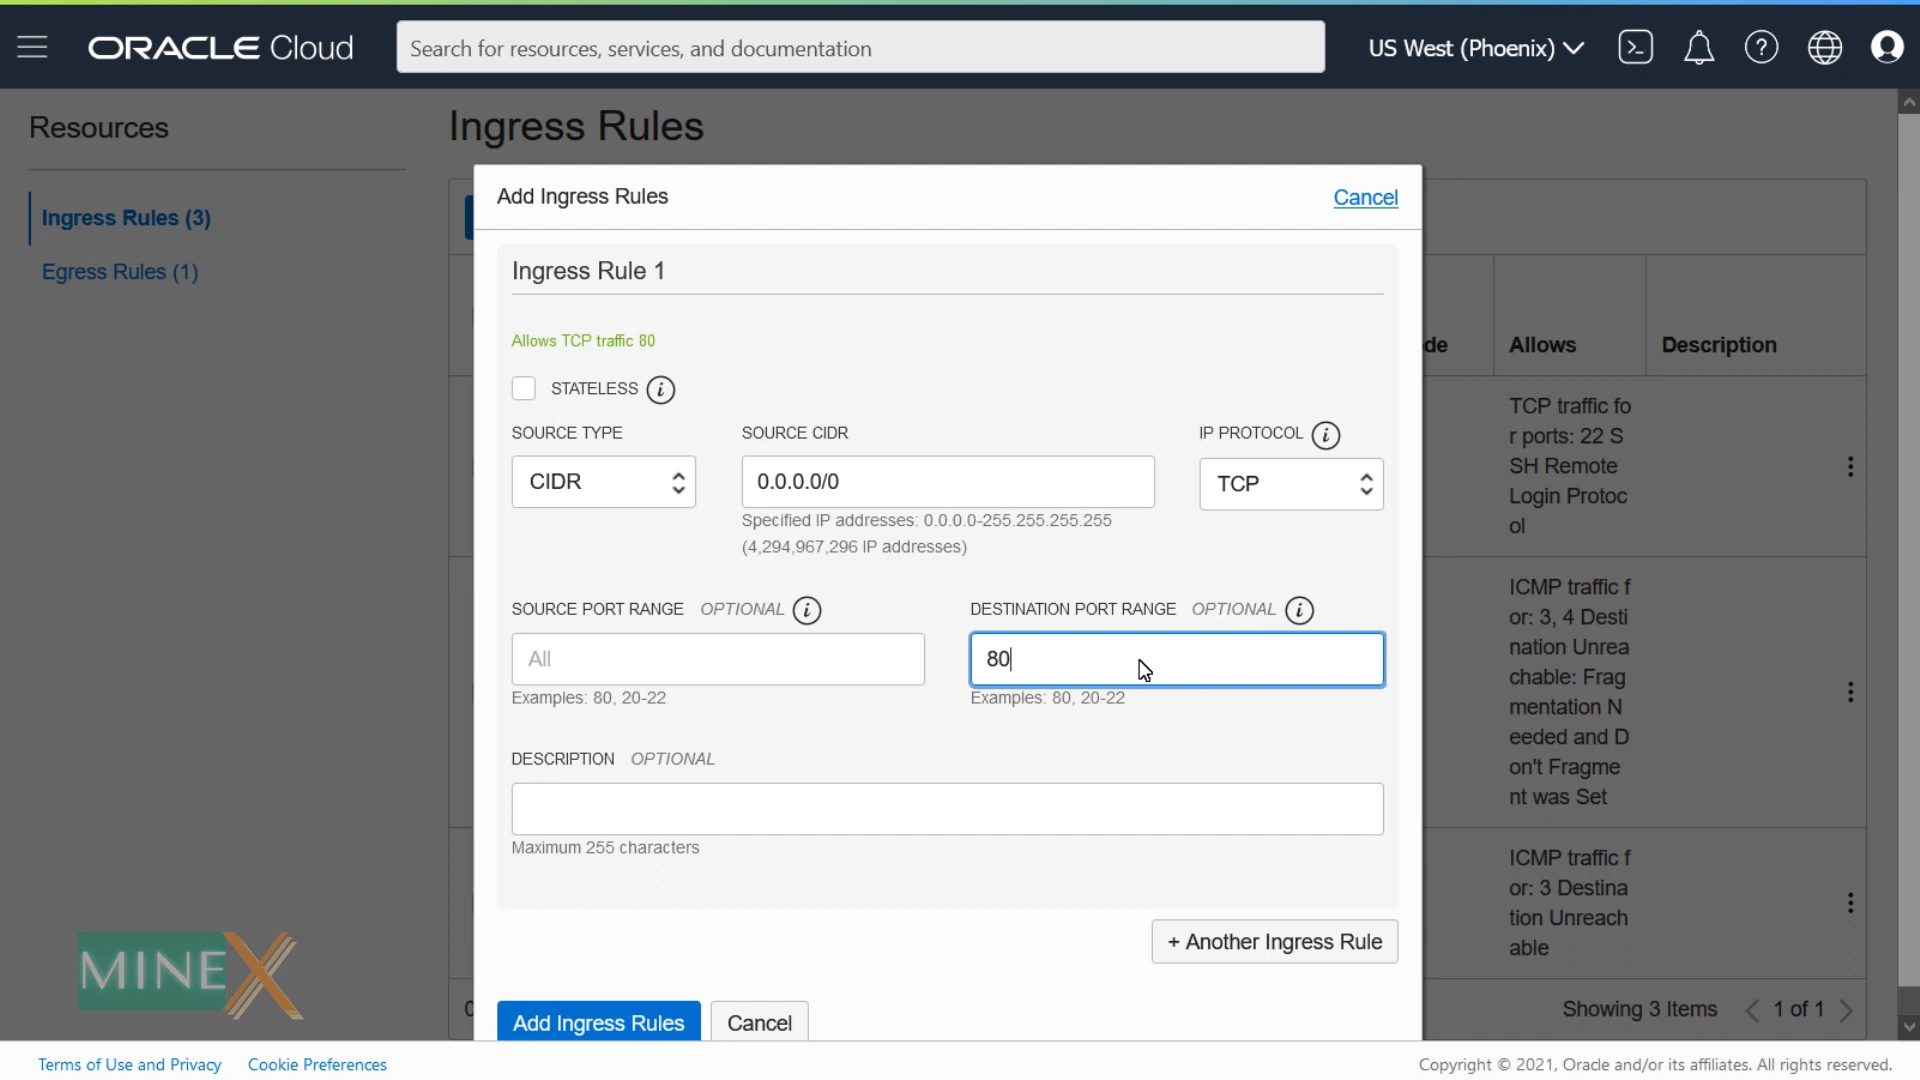 ORACLE Cloud
Search for resources, services, and documentation
US West (Phoenix)
Resources
Ingress Rules (3)
Egress Rules (1)
Ingress Rules
Add Ingress Rules
Cancel
Ingress Rule 1
Allows TCP traffic 80
STATELESS
SOURCE TYPE
CIDR
SOURCE CIDR
0.0.0.0/0
Specified IP addresses: 0.0.0.0-255.255.255.255
(4,294,967,296 IP addresses)
IP PROTOCOL
TCP
SOURCE PORT RANGE OPTIONAL
All
Examples: 80, 20-22
DESTINATION PORT RANGE OPTIONAL
80
Examples: 80, 20-22
DESCRIPTION OPTIONAL
Maximum 255 characters
+ Another Ingress Rule
Add Ingress Rules
Cancel
de
Allows
Description
TCP traffic fo
r ports: 22 S
SH Remote
Login Protoc
ol
ICMP traffic f
or: 3, 4 Desti
nation Unrea
chable: Frag
mentation N
eeded and D
on't Fragme
nt was Set
ICMP traffic f
or: 3 Destina
tion Unreach
able
Showing 3 Items
1 of 1
MINEX
Terms of Use and Privacy
Cookie Preferences
Copyright © 2021, Oracle and/or its affiliates. All rights reserved.